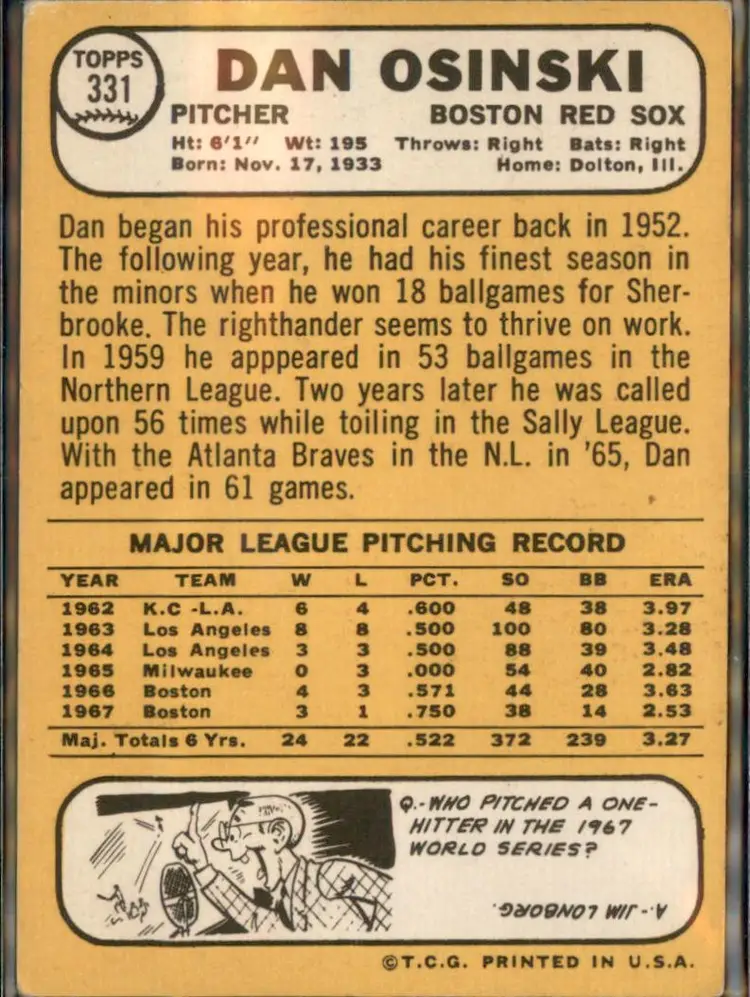 TOPPS
331
DAN OSINSKI
PITCHER BOSTON RED SOX
Ht: 6'1" Wt: 195 Throws: Right Bats: Right
Born: Nov. 17, 1933 Home: Dolton, Ill.
Dan began his professional career back in 1952.
The following year, he had his finest season in
the minors when he won 18 ballgames for Sher-
brooke. The righthander seems to thrive on work.
In 1959 he apppeared in 53 ballgames in the
Northern League. Two years later he was called
upon 56 times while toiling in the Sally League.
With the Atlanta Braves in the N.L. in '65, Dan
appeared in 61 games.
MAJOR LEAGUE PITCHING RECORD
YEAR TEAM W L PCT. SO BB ERA
1962 K.C -L.A. 6 4 .600 48 38 3.97
1963 Los Angeles 8 8 .500 100 80 3.28
1964 Los Angeles 3 3 .500 88 39 3.48
1965 Milwaukee 0 3 .000 54 40 2.82
1966 Boston 4 3 .571 44 28 3.63
1967 Boston 3 1 .750 38 14 2.53
Maj. Totals 6 Yrs. 24 22 .522 372 239 3.27
Q.-WHO PITCHED A ONE-
HITTER IN THE 1967
WORLD SERIES?
A.-JIM LONBORG.
©T.C.G. PRINTED IN U.S.A.